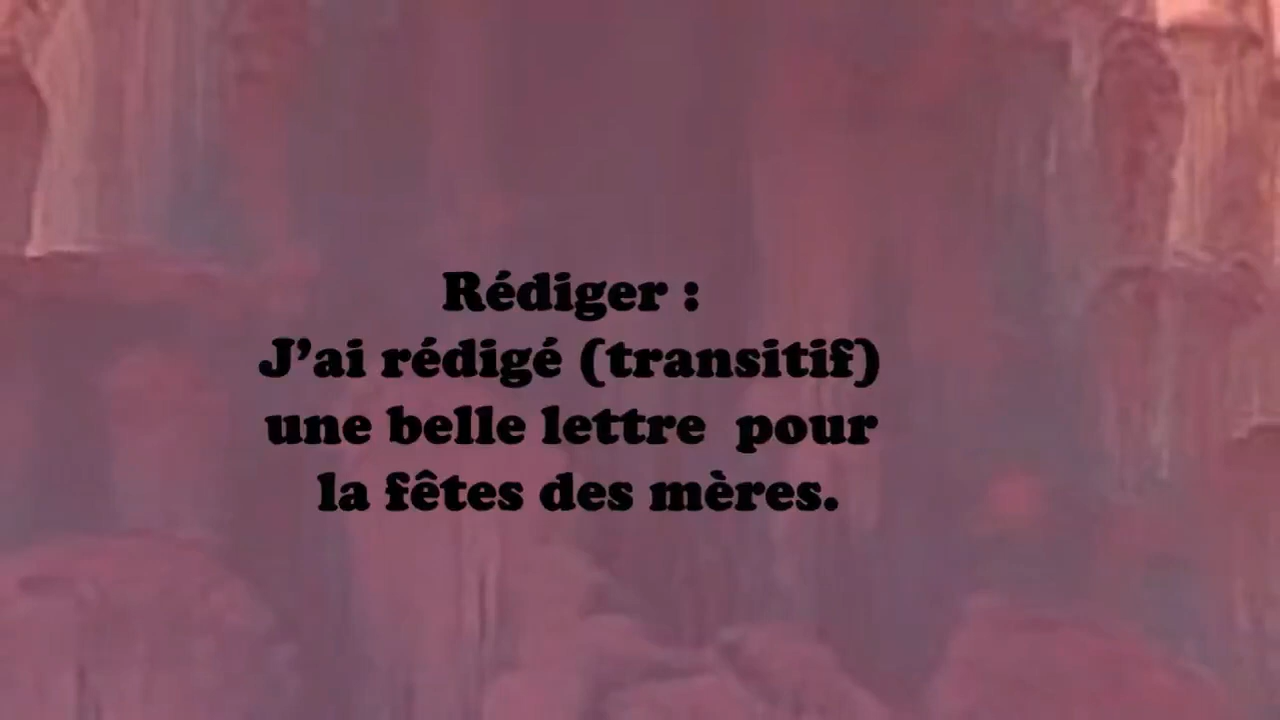 Rédiger :
J’ai rédigé (transitif)
une belle lettre  pour
la fêtes des mères.